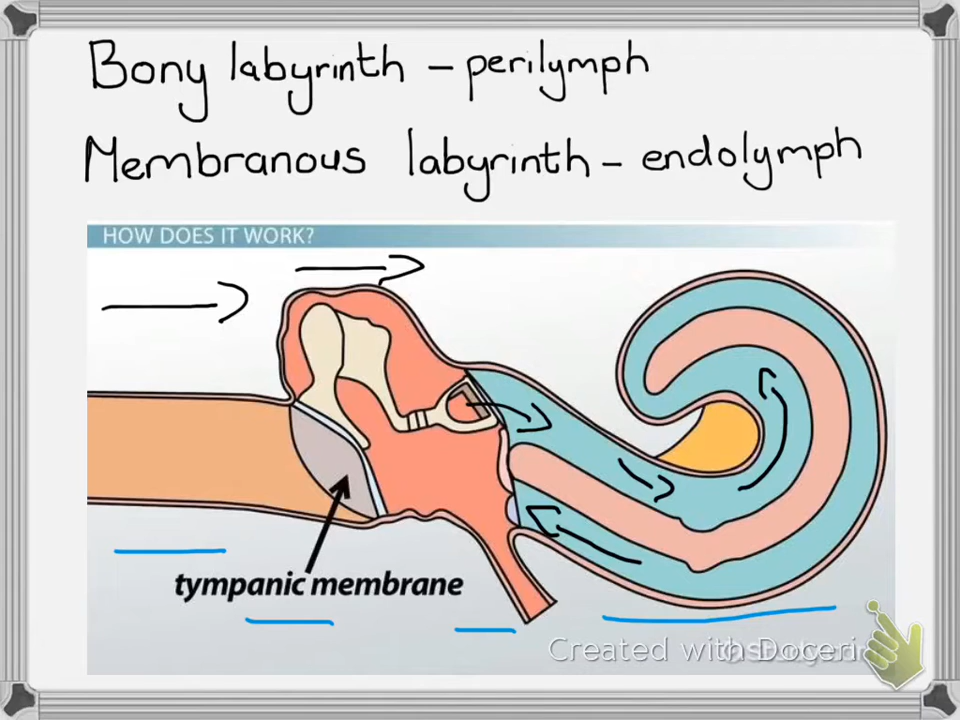 Bony labyrinth - perilymph
Membranous labyrinth - endolymph
HOW DOES IT WORK?
tympanic membrane
Created with Doceri